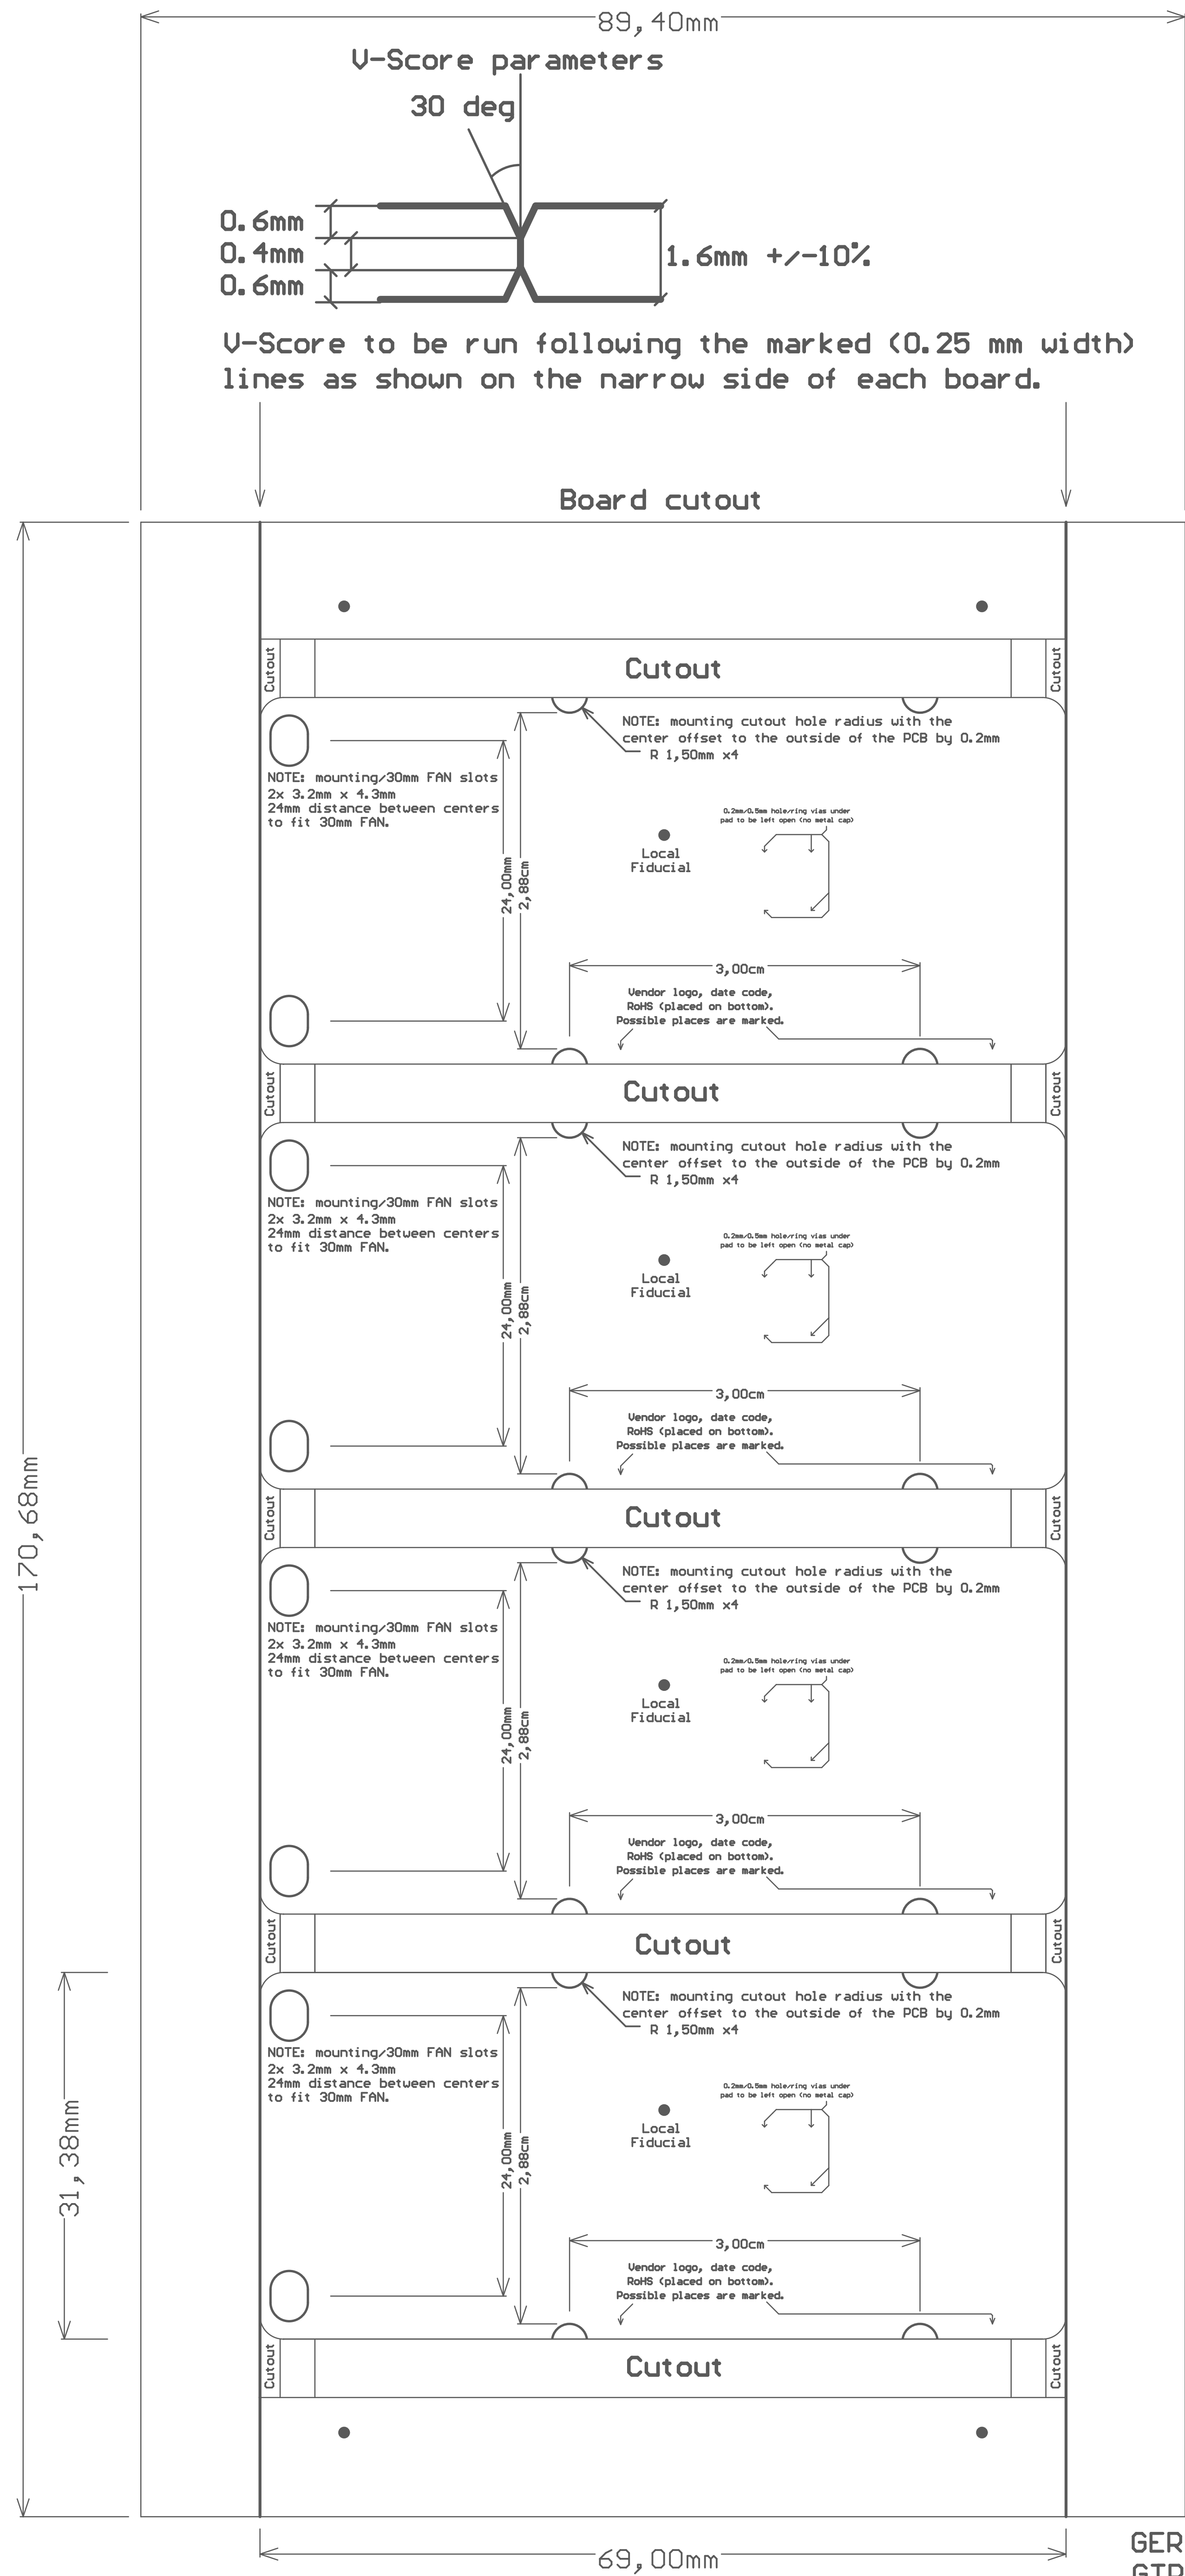 89,40mm
V-Score parameters
30 deg
0.6mm
0.4mm
0.6mm
1.6mm +/-10%
V-Score to be run following the marked (0.25 mm width)
lines as shown on the narrow side of each board.
Board cutout
Cutout
Cutout
Cutout
NOTE: mounting cutout hole radius with the
center offset to the outside of the PCB by 0.2mm
R 1,50mm x4
NOTE: mounting/30mm FAN slots
2x 3.2mm x 4.3mm
24mm distance between centers
to fit 30mm FAN.
0.2mm/0.5mm hole/ring vias under
pad to be left open (no metal cap)
Local
Fiducial
24,00mm
2,88cm
3,00cm
Vendor logo, date code,
RoHS (placed on bottom).
Possible places are marked.
Cutout
Cutout
Cutout
NOTE: mounting cutout hole radius with the
center offset to the outside of the PCB by 0.2mm
R 1,50mm x4
NOTE: mounting/30mm FAN slots
2x 3.2mm x 4.3mm
24mm distance between centers
to fit 30mm FAN.
0.2mm/0.5mm hole/ring vias under
pad to be left open (no metal cap)
Local
Fiducial
24,00mm
2,88cm
3,00cm
Vendor logo, date code,
RoHS (placed on bottom).
Possible places are marked.
170,68mm
Cutout
Cutout
Cutout
NOTE: mounting cutout hole radius with the
center offset to the outside of the PCB by 0.2mm
R 1,50mm x4
NOTE: mounting/30mm FAN slots
2x 3.2mm x 4.3mm
24mm distance between centers
to fit 30mm FAN.
0.2mm/0.5mm hole/ring vias under
pad to be left open (no metal cap)
Local
Fiducial
24,00mm
2,88cm
3,00cm
Vendor logo, date code,
RoHS (placed on bottom).
Possible places are marked.
Cutout
Cutout
Cutout
NOTE: mounting cutout hole radius with the
center offset to the outside of the PCB by 0.2mm
R 1,50mm x4
NOTE: mounting/30mm FAN slots
2x 3.2mm x 4.3mm
24mm distance between centers
to fit 30mm FAN.
0.2mm/0.5mm hole/ring vias under
pad to be left open (no metal cap)
Local
Fiducial
31,38mm
24,00mm
2,88cm
3,00cm
Vendor logo, date code,
RoHS (placed on bottom).
Possible places are marked.
Cutout
Cutout
Cutout
69,00mm
GER